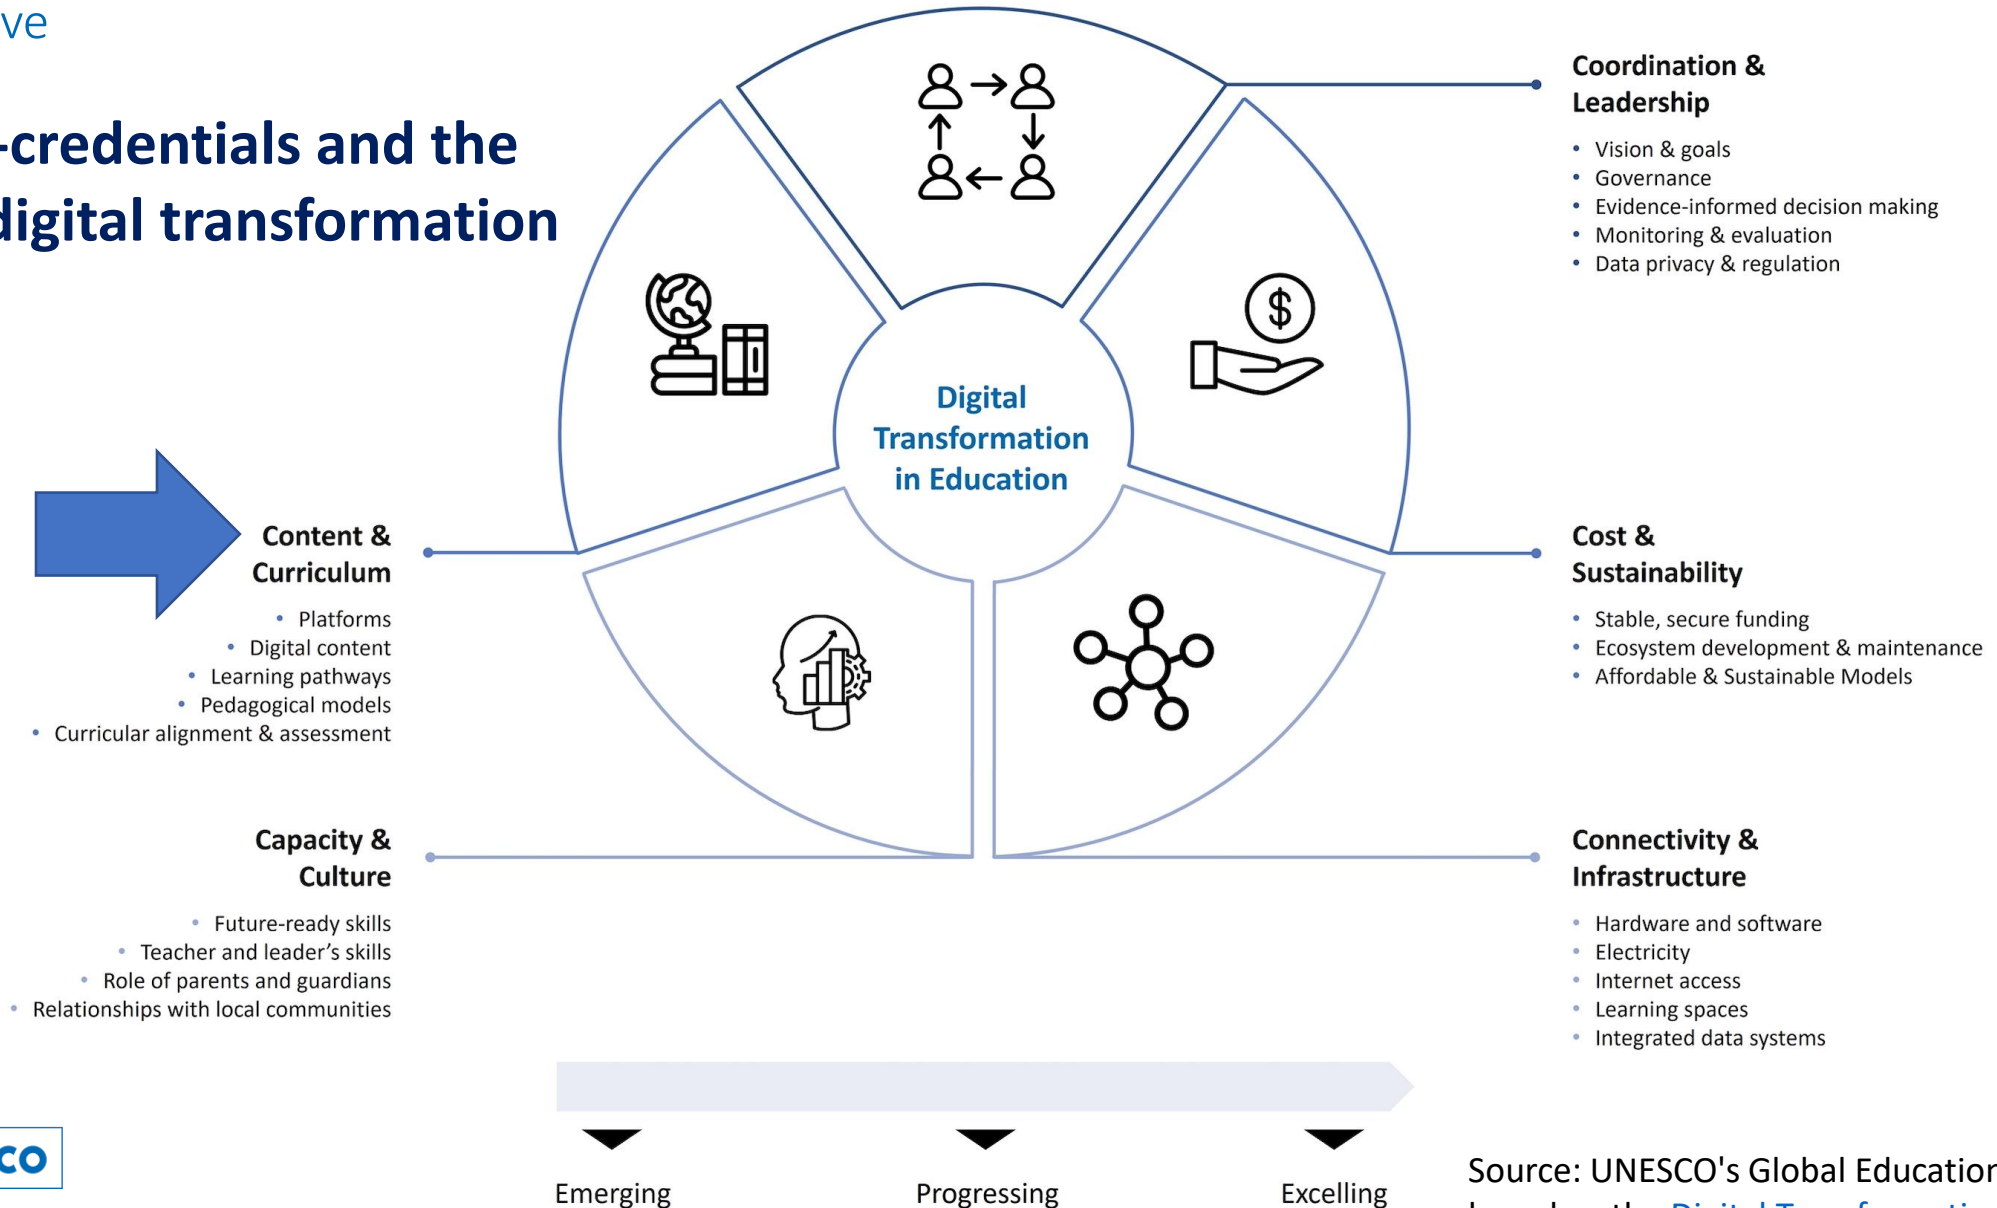 ve
-credentials and the
digital transformation
Coordination &
Leadership
• Vision & goals
• Governance
• Evidence-informed decision making
• Monitoring & evaluation
• Data privacy & regulation
$
Digital
Transformation
in Education
Content &
Curriculum
• Platforms
• Digital content
• Learning pathways
• Pedagogical models
• Curricular alignment & assessment
Cost &
Sustainability
• Stable, secure funding
• Ecosystem development & maintenance
• Affordable & Sustainable Models
Capacity &
Culture
• Future-ready skills
• Teacher and leader's skills
• Role of parents and guardians
• Relationships with local communities
Connectivity &
Infrastructure
• Hardware and software
• Electricity
• Internet access
• Learning spaces
• Integrated data systems
Emerging
Progressing
Excelling
co
Source: UNESCO's Global Education